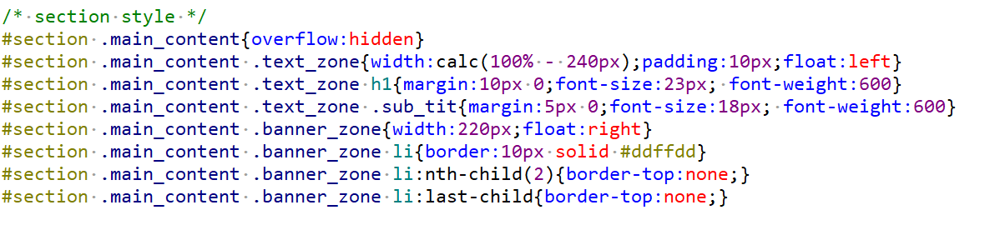 /* section style */
#section .main_content{overflow:hidden}
#section .main_content .text_zone{width:calc(100% - 240px);padding:10px;float:left}
#section .main_content .text_zone h1{margin:10px 0;font-size:23px; font-weight:600}
#section .main_content .text_zone .sub_tit{margin:5px 0;font-size:18px; font-weight:600}
#section .main_content .banner_zone{width:220px;float:right}
#section .main_content .banner_zone li{border:10px solid #ddffdd}
#section .main_content .banner_zone li:nth-child(2){border-top:none;}
#section .main_content .banner_zone li:last-child{border-top:none;}